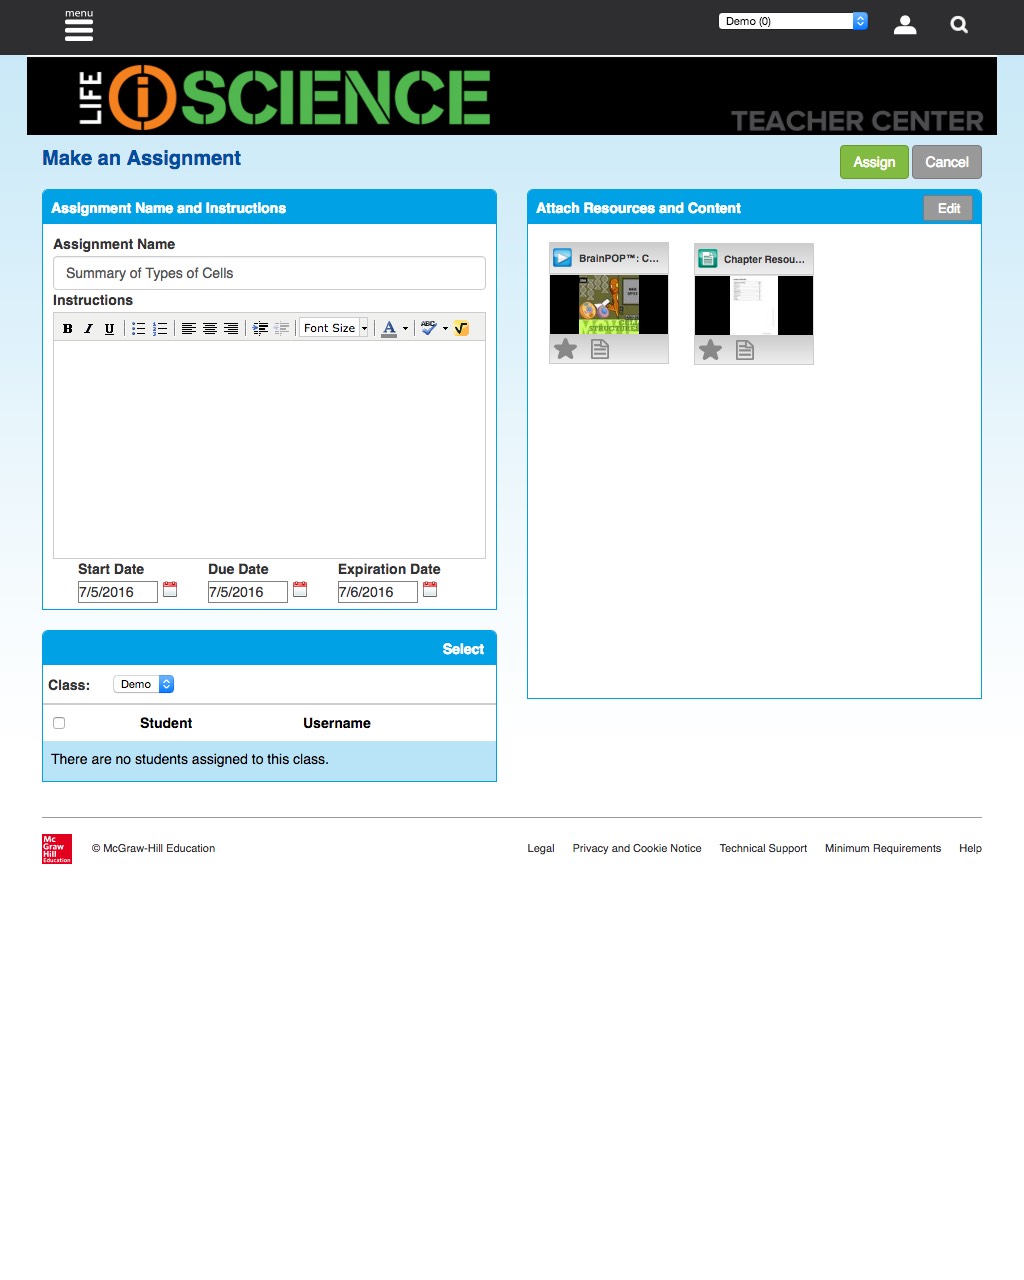 menu
Demo (0)
LIFE
iSCIENCE
TEACHER CENTER
Make an Assignment
Assign
Cancel
Assignment Name and Instructions
Assignment Name
Summary of Types of Cells
Instructions
B I U
Font Size
A
ABC
Start Date
Due Date
Expiration Date
7/5/2016
7/5/2016
7/6/2016
Select
Class:
Demo
Student
Username
There are no students assigned to this class.
Attach Resources and Content
Edit
BrainPOP™: C...
Chapter Resou...
Mc
Graw
Hill
Education
© McGraw-Hill Education
Legal
Privacy and Cookie Notice
Technical Support
Minimum Requirements
Help